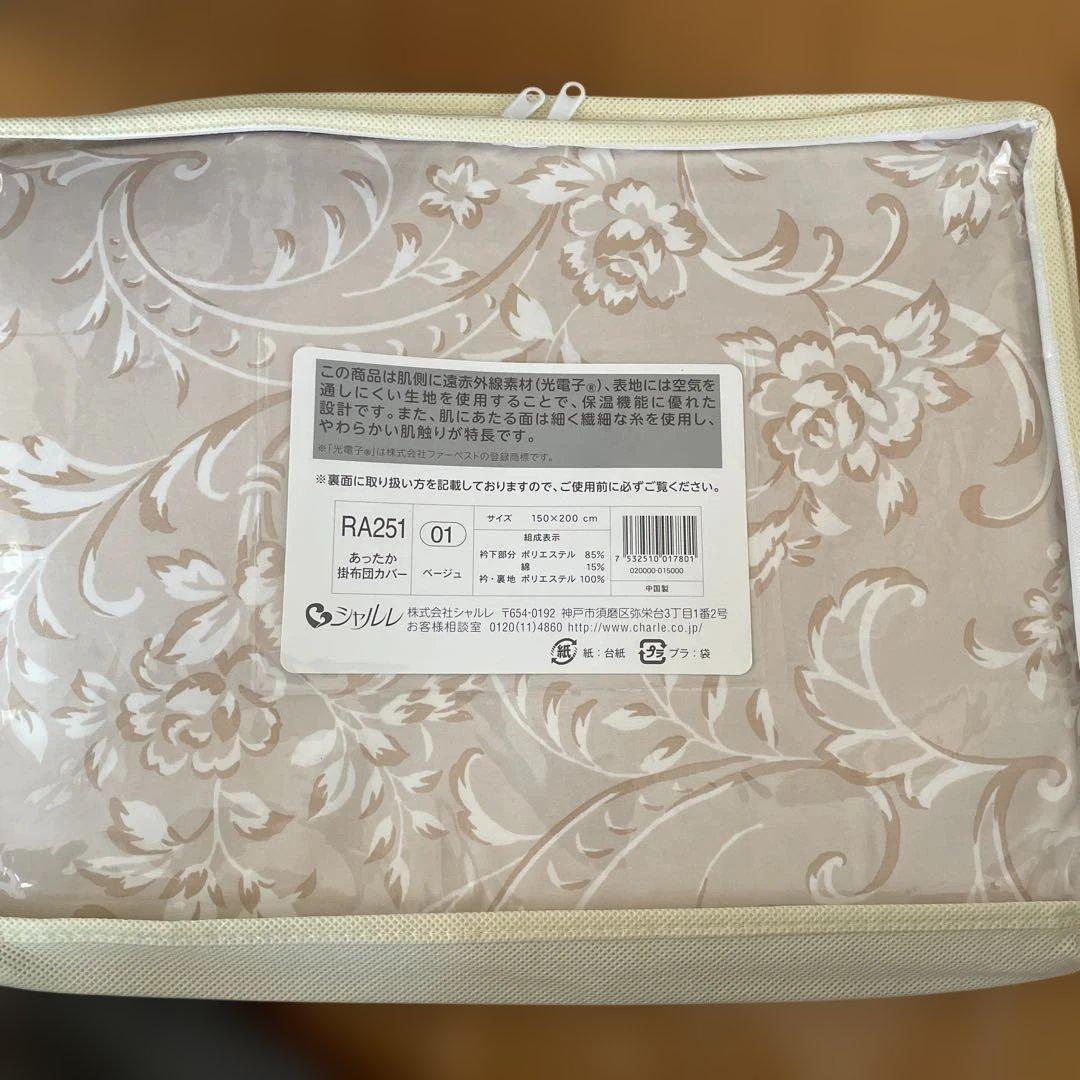 この商品は肌側に遠赤外線素材(光電子®)、表地には空気を
通しにくい生地を使用することで、保温機能に優れた
設計です。また、肌にあたる面は細く繊細な糸を使用し、
やわらかい肌触りが特長です。
※「光電子®」は株式会社ファーベストの登録商標です。
※裏面に取り扱い方を記載しておりますので、ご使用前に必ずご覧ください。
RA251
あったか
掛布団カバー
01
ベージュ
サイズ 150×200 cm
組成表示
衿下部分 ポリエステル 85%
綿 15%
衿・裏地 ポリエステル 100%
7 532510 017801
020000-015000
中国製
シャルレ 株式会社シャルレ 〒654-0192 神戸市須磨区弥栄台3丁目1番2号
お客様相談室 0120(11)4860 http://www.charle.co.jp/
紙 紙:台紙 プラ プラ:袋